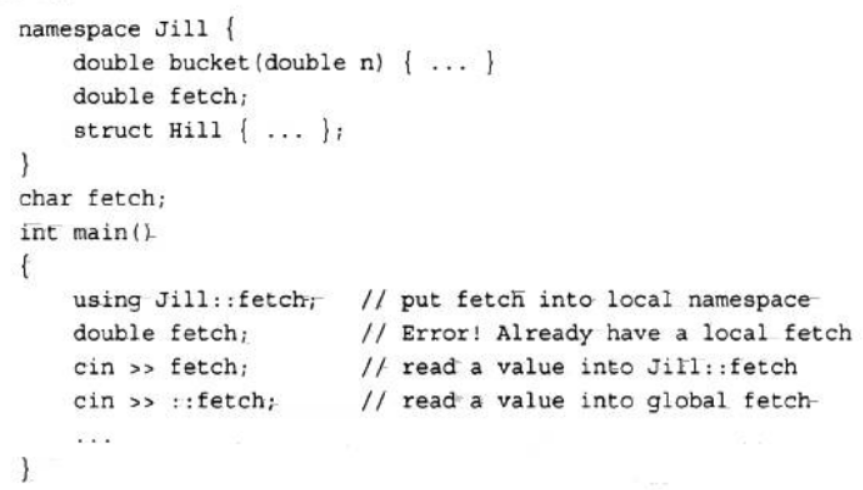 namespace Jill {
    double bucket(double n) { ... }
    double fetch;
    struct Hill { ... };
}
char fetch;
int main()
{
    using Jill::fetch;   // put fetch into local namespace
    double fetch;        // Error! Already have a local fetch
    cin >> fetch;        // read a value into Jill::fetch
    cin >> ::fetch;      // read a value into global fetch
    ...
}